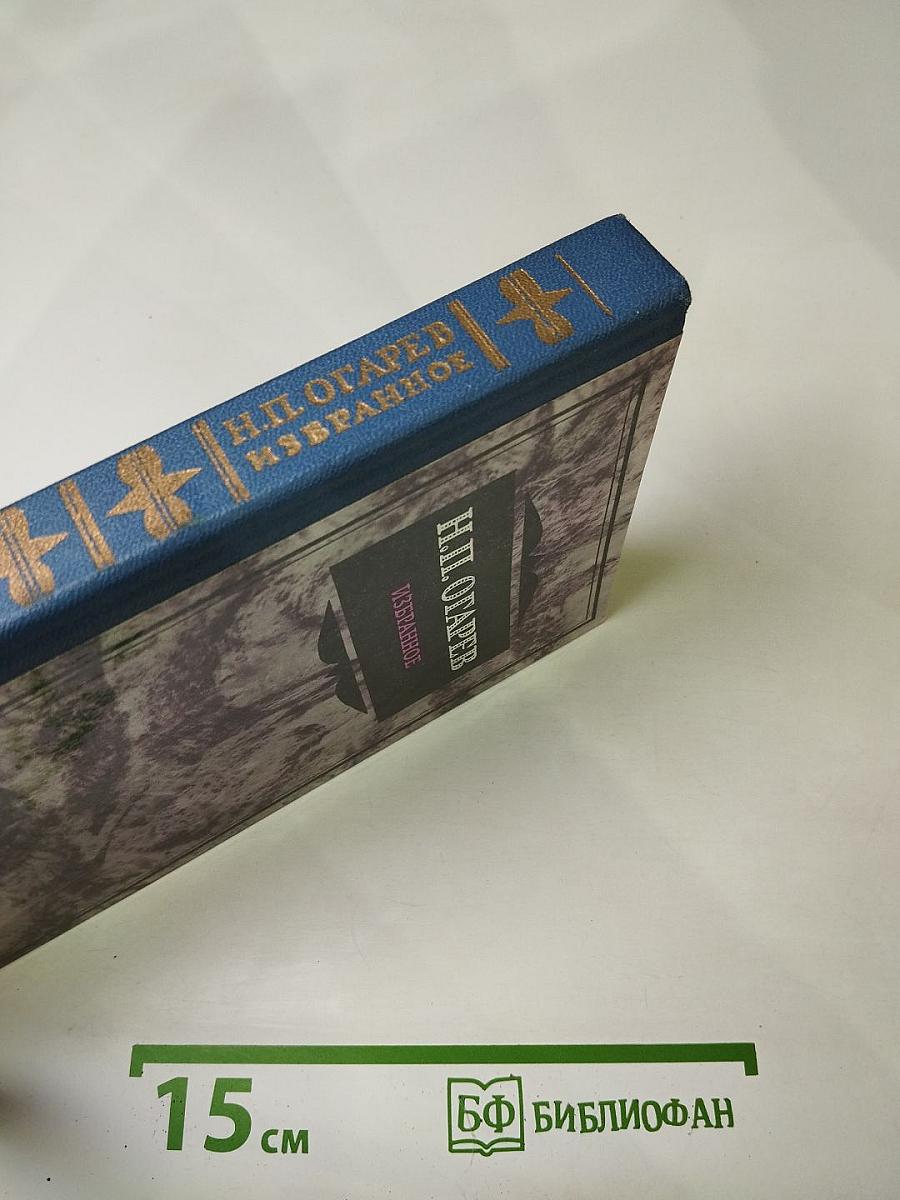 Н.П. ОГАРЕВ
ИЗБРАННОЕ
Н.П. ОГАРЕВ
ИЗБРАННОЕ
15 см
БФ БИБЛИОФАН